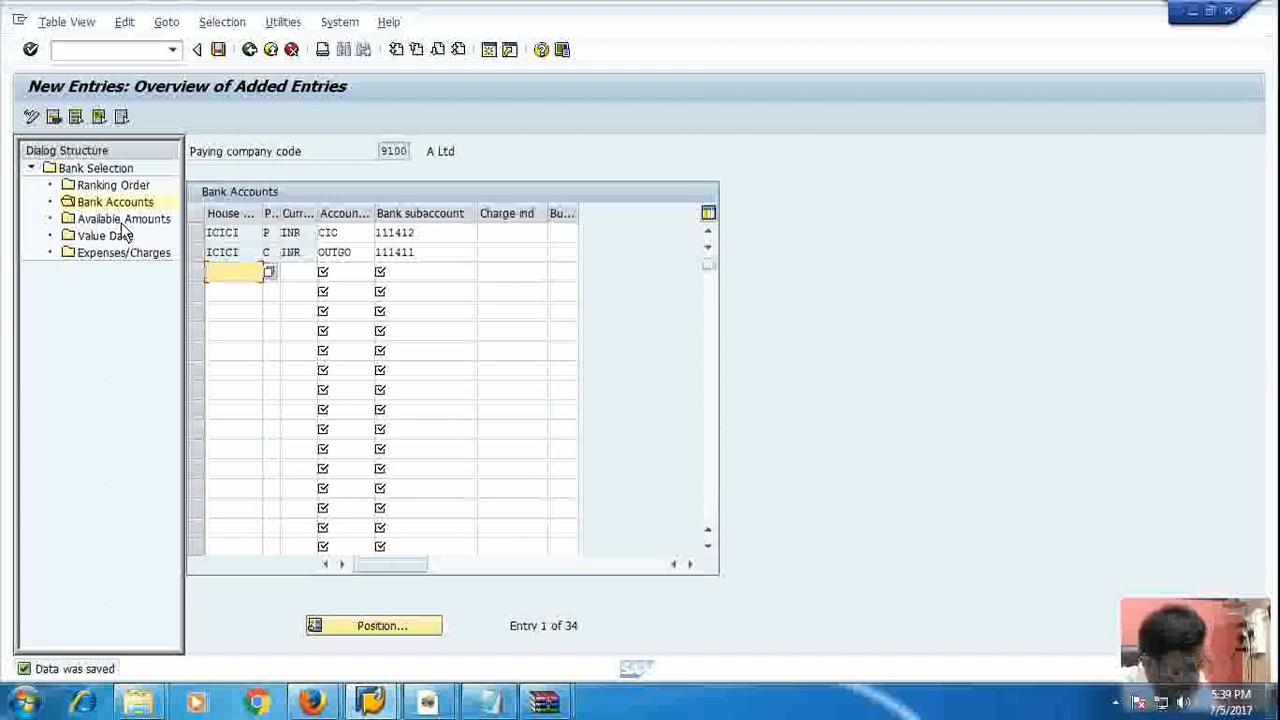 Table View Edit Goto Selection Utilities System Help
New Entries: Overview of Added Entries
Dialog Structure
Bank Selection
Ranking Order
Bank Accounts
Available Amounts
Value Date
Expenses/Charges
Paying company code 9100 A Ltd
Bank Accounts
House ... P.. Curr... Accoun... Bank subaccount Charge ind Bu...
ICICI P INR CIC 111412
ICICI C INR OUTGO 111411
Position...
Entry 1 of 34
Data was saved
SAP
5:39 PM
7/5/2017